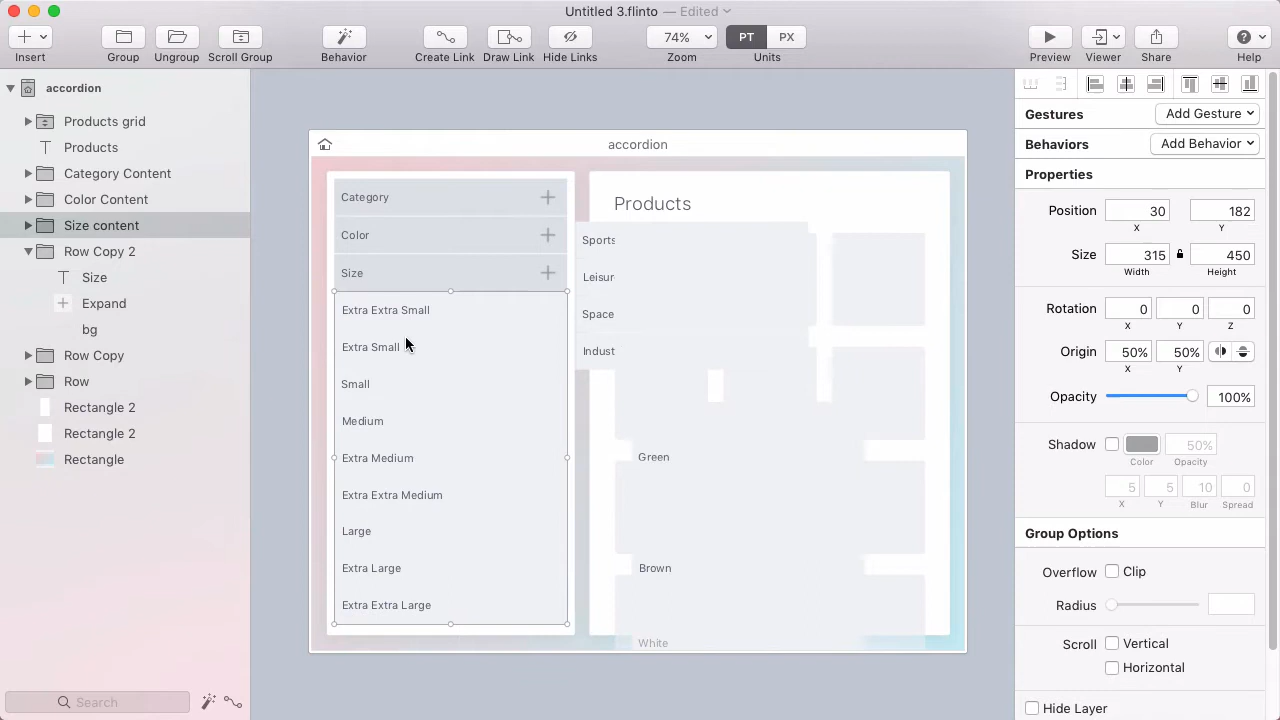 Untitled 3.flinto — Edited
74%
PT PX
Insert Group Ungroup Scroll Group Behavior Create Link Draw Link Hide Links Zoom Units Preview Viewer Share Help
accordion
Products grid
Products
Category Content
Color Content
Size content
Row Copy 2
Size
Expand
bg
Row Copy
Row
Rectangle 2
Rectangle 2
Rectangle
Search
accordion
Category
Color
Size
Extra Extra Small
Extra Small
Small
Medium
Extra Medium
Extra Extra Medium
Large
Extra Large
Extra Extra Large
Products
Sports
Leisur
Space
Indust
Green
Brown
White
Gestures Add Gesture
Behaviors Add Behavior
Properties
Position 30 182
X Y
Size 315 450
Width Height
Rotation 0 0 0
X Y Z
Origin 50% 50%
X Y
Opacity 100%
Shadow 50%
Color Opacity
5 5 10 0
X Y Blur Spread
Group Options
Overflow Clip
Radius
Scroll Vertical
Horizontal
Hide Layer